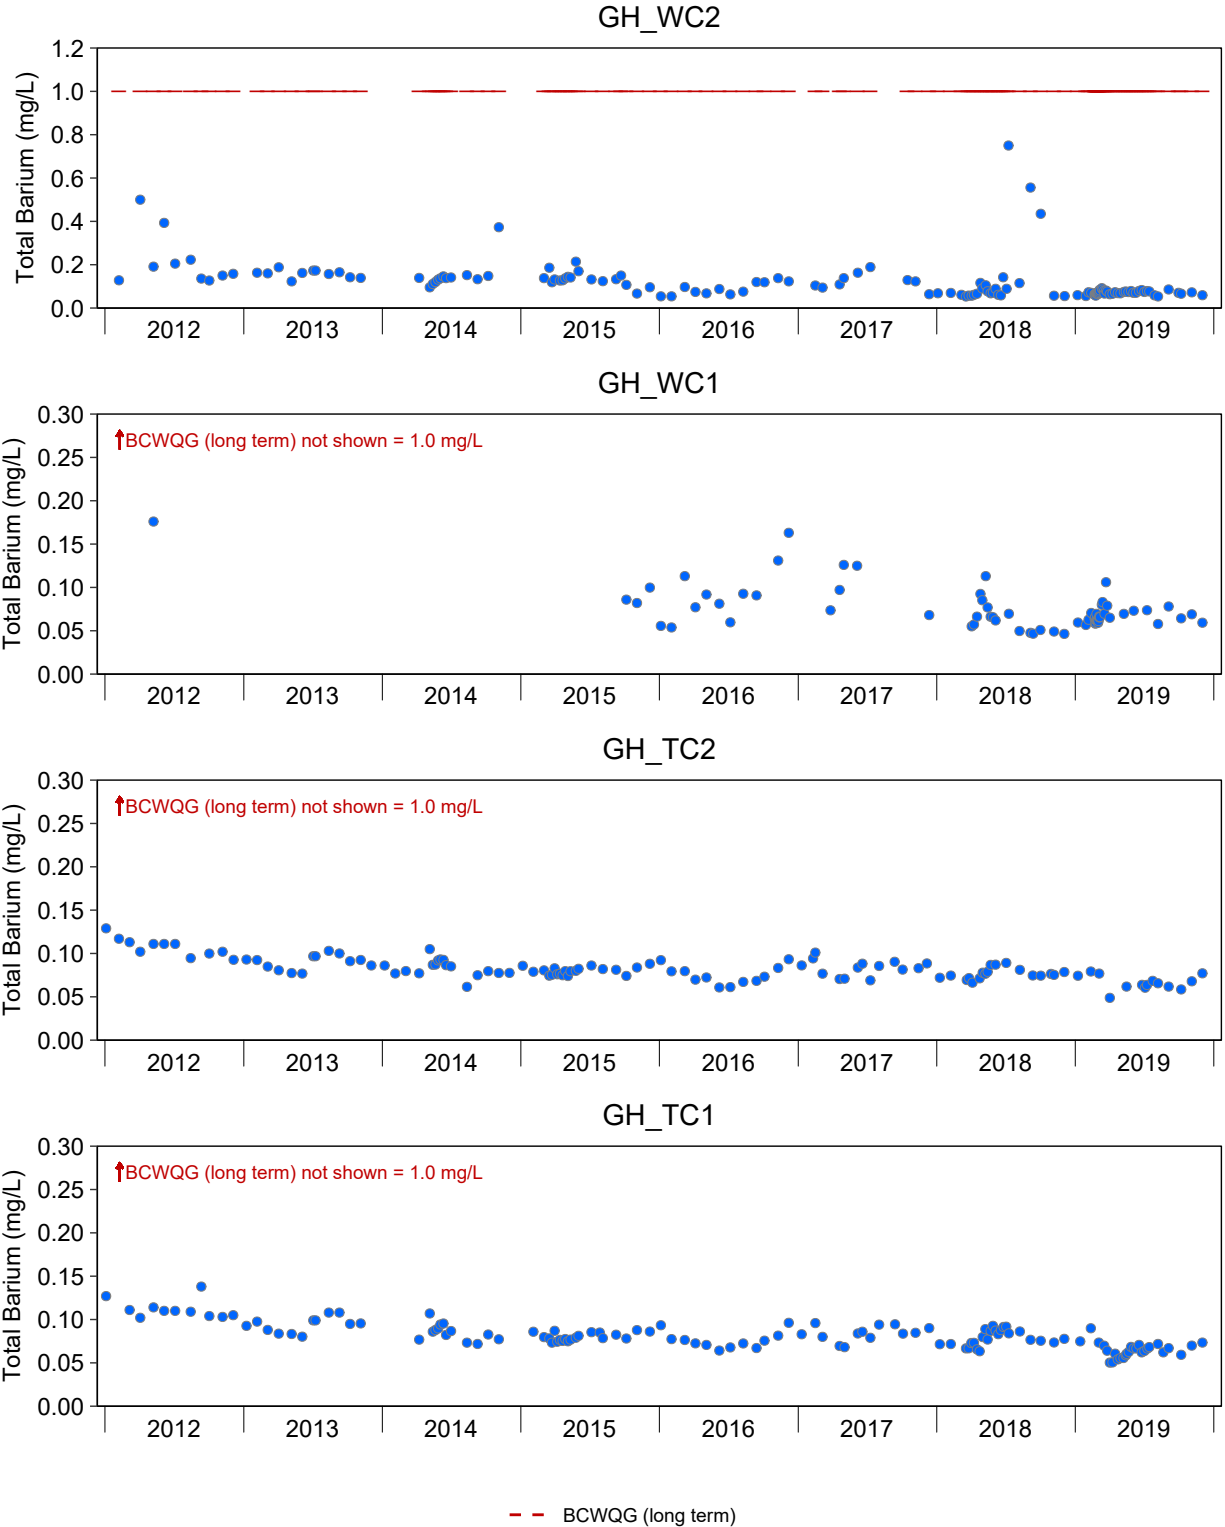 GH_WC2
Total Barium (mg/L)
1.2
1.0
0.8
0.6
0.4
0.2
0.0
2012 2013 2014 2015 2016 2017 2018 2019
GH_WC1
Total Barium (mg/L)
0.30
BCWQG (long term) not shown = 1.0 mg/L
0.25
0.20
0.15
0.10
0.05
0.00
2012 2013 2014 2015 2016 2017 2018 2019
GH_TC2
Total Barium (mg/L)
0.30
BCWQG (long term) not shown = 1.0 mg/L
0.25
0.20
0.15
0.10
0.05
0.00
2012 2013 2014 2015 2016 2017 2018 2019
GH_TC1
Total Barium (mg/L)
0.30
BCWQG (long term) not shown = 1.0 mg/L
0.25
0.20
0.15
0.10
0.05
0.00
2012 2013 2014 2015 2016 2017 2018 2019
BCWQG (long term)